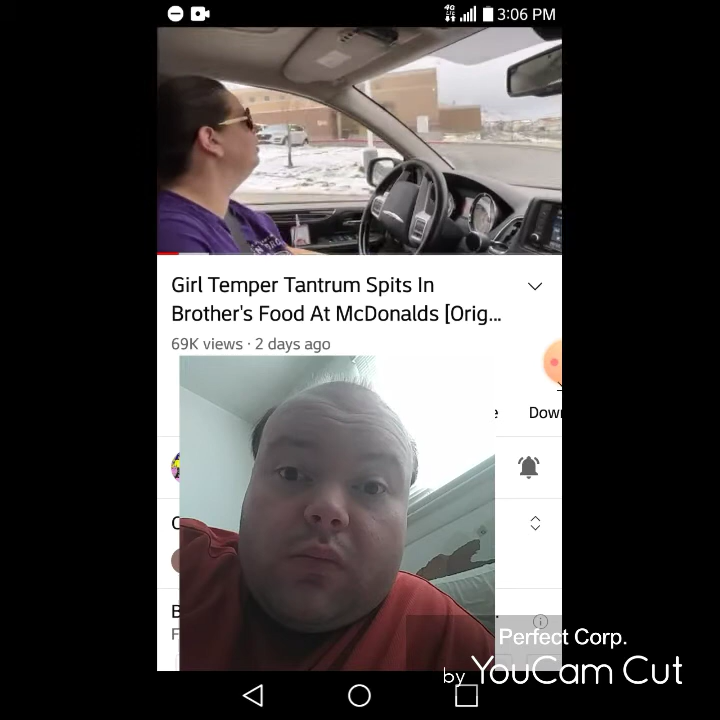 3:06 PM
Girl Temper Tantrum Spits In
Brother's Food At McDonalds [Orig...
69K views · 2 days ago
Perfect Corp.
by YouCam Cut